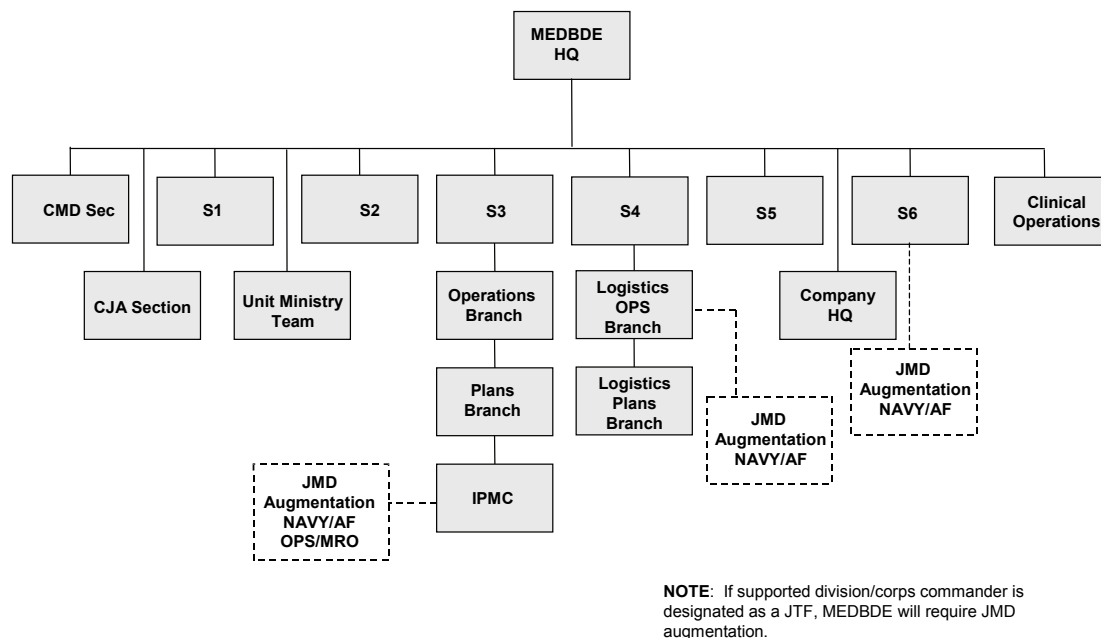 MEDBDE
HQ
CMD Sec
S1
S2
S3
S4
S5
S6
Clinical
Operations
CJA Section
Unit Ministry
Team
Operations
Branch
Logistics
OPS
Branch
Company
HQ
Plans
Branch
Logistics
Plans
Branch
JMD
Augmentation
NAVY/AF
JMD
Augmentation
NAVY/AF
IPMC
JMD
Augmentation
NAVY/AF
OPS/MRO
NOTE:  If supported division/corps commander is
designated as a JTF, MEDBDE will require JMD
augmentation.